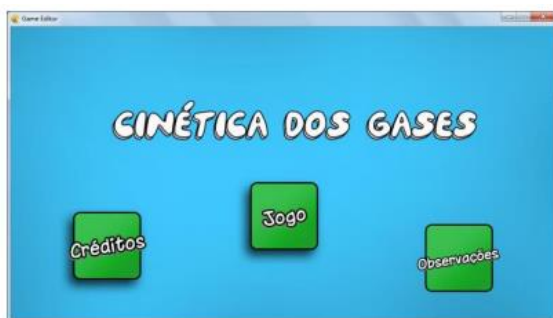 Game Editor
CINÉTICA DOS GASES
Jogo
Créditos
Observações